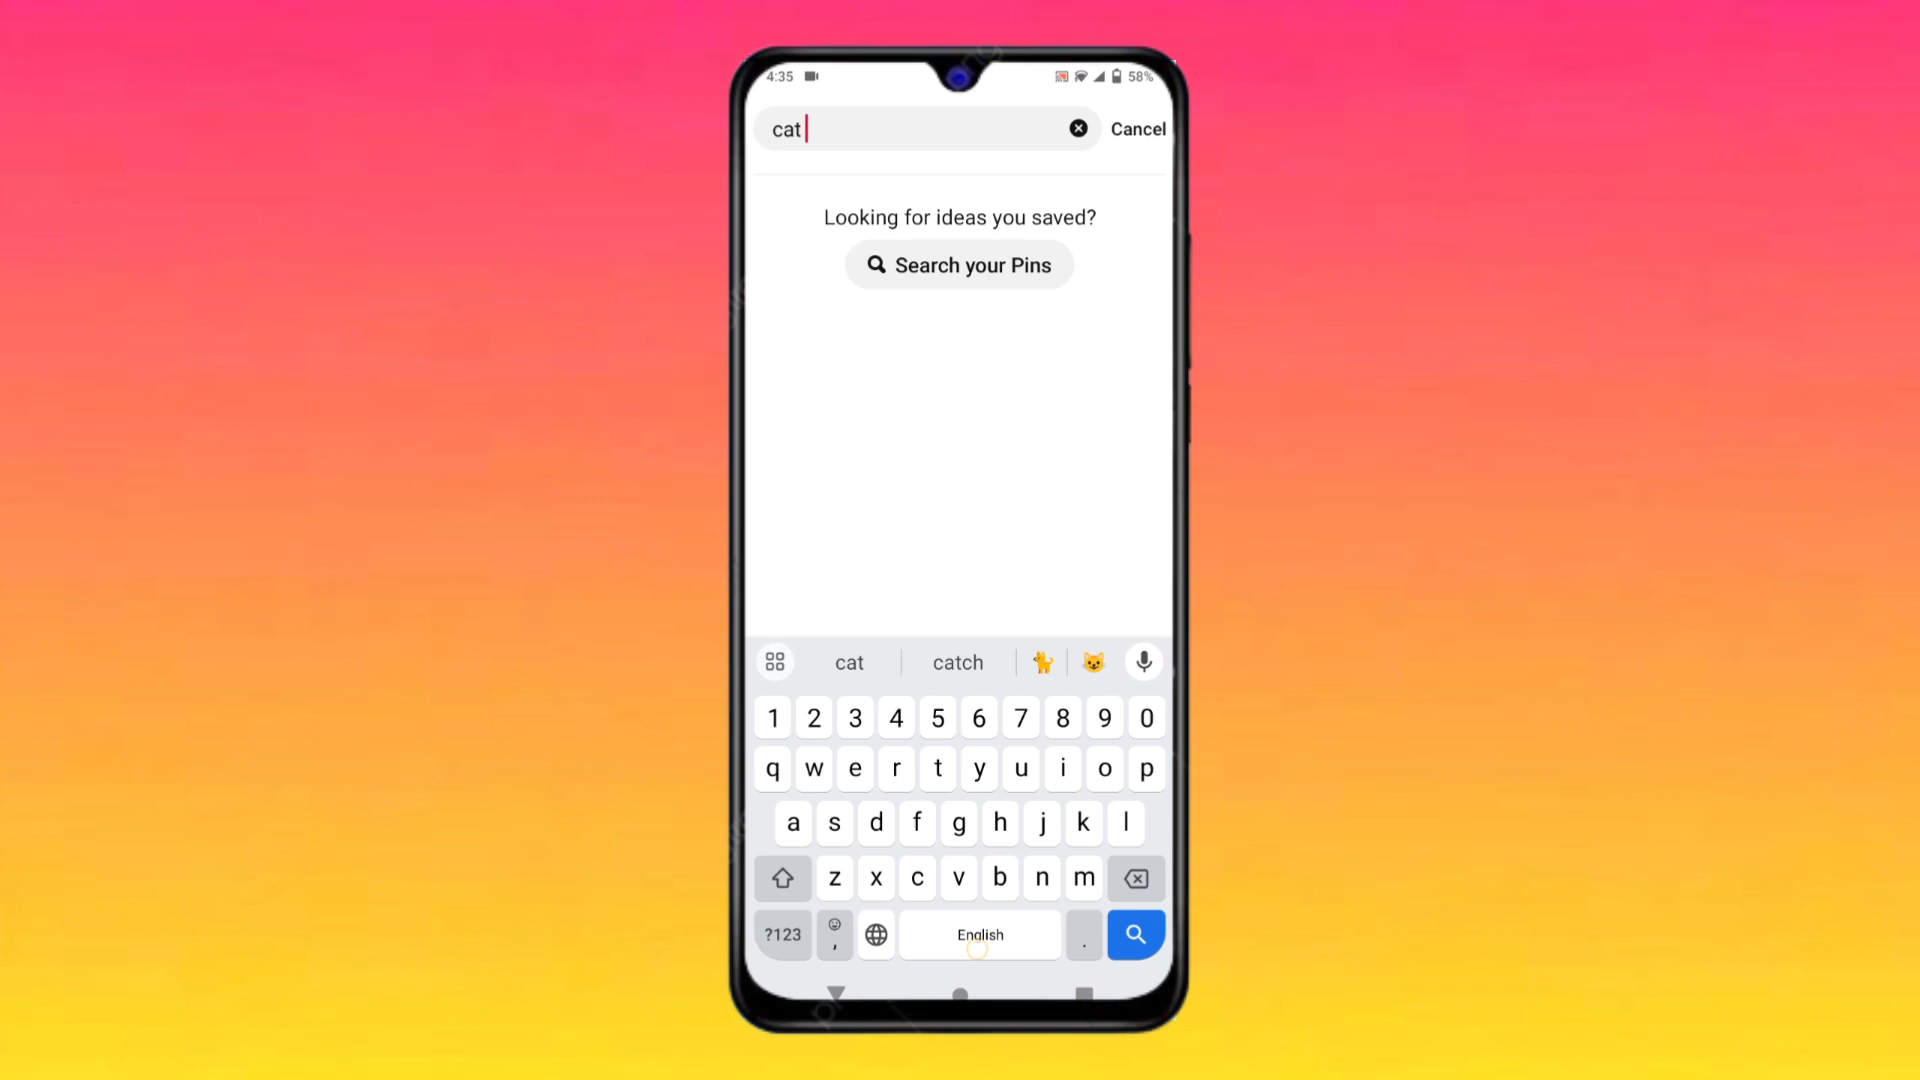 4:35 58%
cat Cancel
Looking for ideas you saved?
Search your Pins
cat catch
1 2 3 4 5 6 7 8 9 0
q w e r t y u i o p
a s d f g h j k l
z x c v b n m
?123 , English .